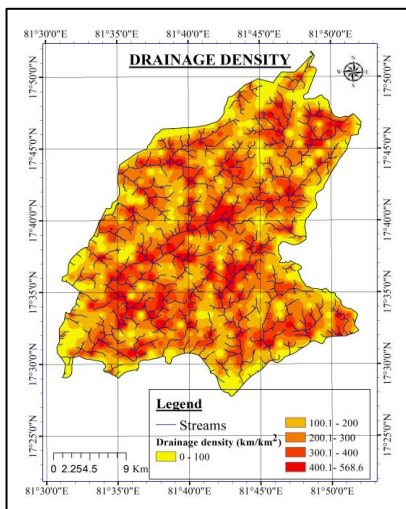 81°30'0"E 81°35'0"E 81°40'0"E 81°45'0"E 81°50'0"E
DRAINAGE DENSITY
N
W E
S
17°50'0"N 17°50'0"N
17°45'0"N 17°45'0"N
17°40'0"N 17°40'0"N
17°35'0"N 17°35'0"N
17°30'0"N 17°30'0"N
17°25'0"N 17°25'0"N
Legend
Streams
Drainage density (km/km²)
0 - 100
100.1 - 200
200.1 - 300
300.1 - 400
400.1 - 568.6
0 2.254.5 9 Km
81°30'0"E 81°35'0"E 81°40'0"E 81°45'0"E 81°50'0"E